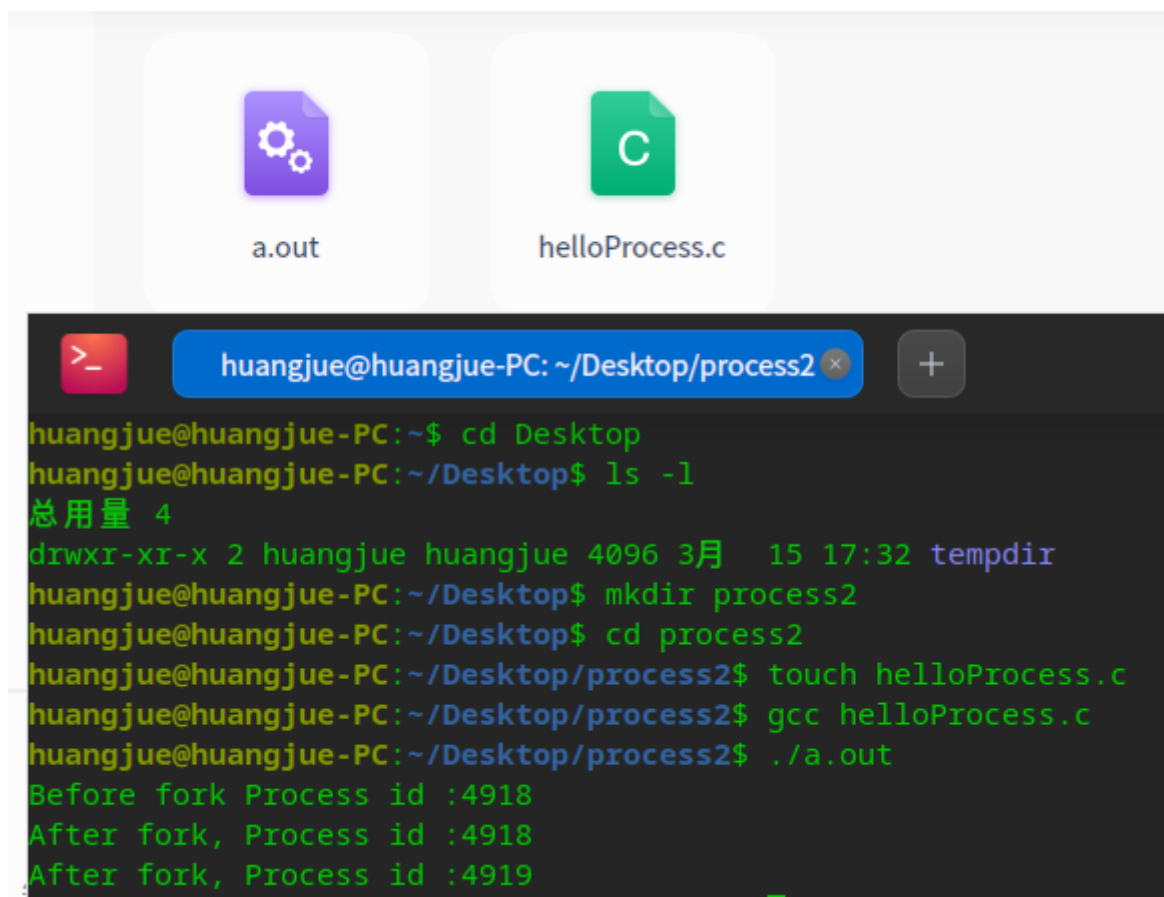 a.out
helloProcess.c
C
>_
huangjue@huangjue-PC: ~/Desktop/process2
huangjue@huangjue-PC:~$ cd Desktop
huangjue@huangjue-PC:~/Desktop$ ls -l
总用量 4
drwxr-xr-x 2 huangjue huangjue 4096 3月  15 17:32 tempdir
huangjue@huangjue-PC:~/Desktop$ mkdir process2
huangjue@huangjue-PC:~/Desktop$ cd process2
huangjue@huangjue-PC:~/Desktop/process2$ touch helloProcess.c
huangjue@huangjue-PC:~/Desktop/process2$ gcc helloProcess.c
huangjue@huangjue-PC:~/Desktop/process2$ ./a.out
Before fork Process id :4918
After fork, Process id :4918
After fork, Process id :4919